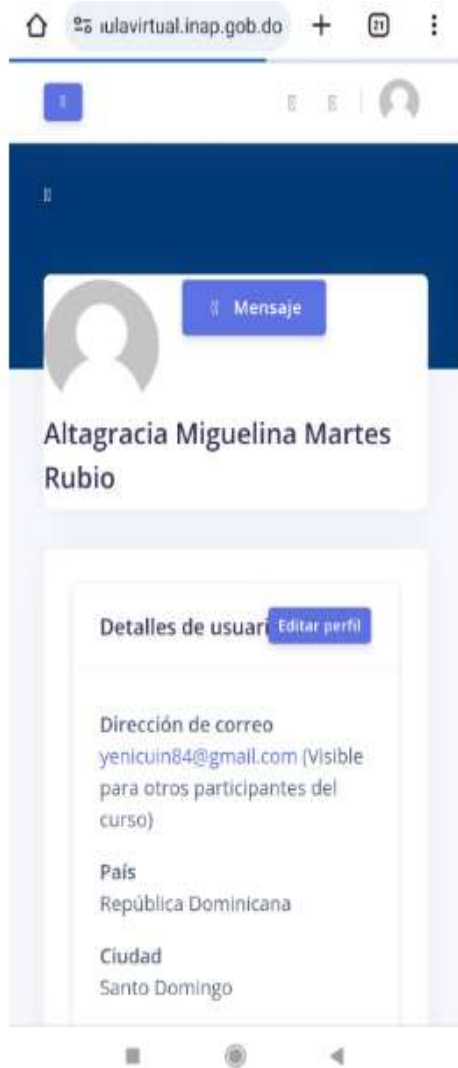 ulavirtual.inap.gob.do
21
Mensaje
Altagracia Miguelina Martes
Rubio
Detalles de usuari
Editar perfil
Dirección de correo
yenicuin84@gmail.com (Visible
para otros participantes del
curso)
País
República Dominicana
Ciudad
Santo Domingo